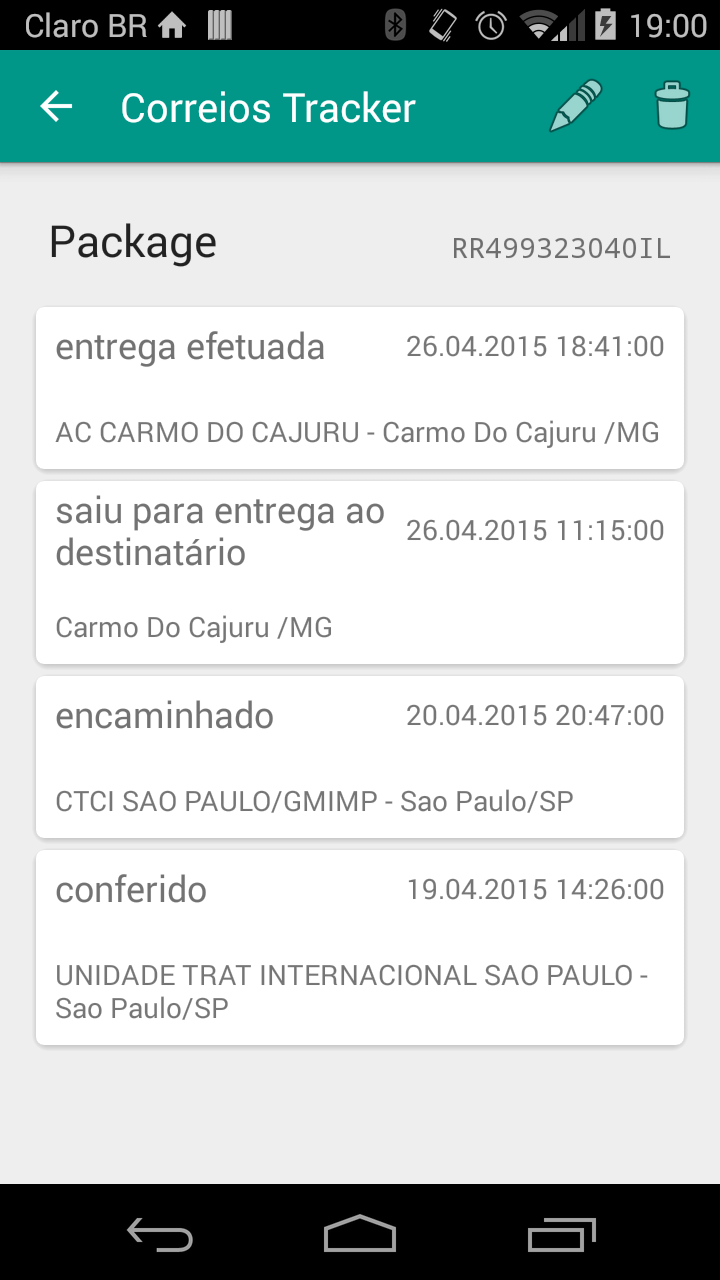 Claro BR 19:00
Correios Tracker
Package RR499323040IL
entrega efetuada 26.04.2015 18:41:00
AC CARMO DO CAJURU - Carmo Do Cajuru /MG
saiu para entrega ao
destinatário 26.04.2015 11:15:00
Carmo Do Cajuru /MG
encaminhado 20.04.2015 20:47:00
CTCI SAO PAULO/GMIMP - Sao Paulo/SP
conferido 19.04.2015 14:26:00
UNIDADE TRAT INTERNACIONAL SAO PAULO -
Sao Paulo/SP